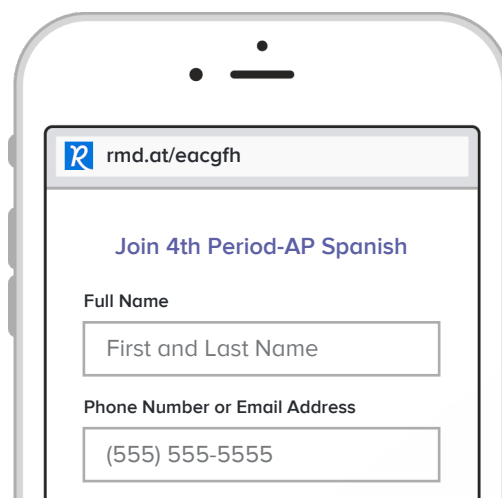 rmd.at/eacgfh
Join 4th Period-AP Spanish
Full Name
First and Last Name
Phone Number or Email Address
(555) 555-5555